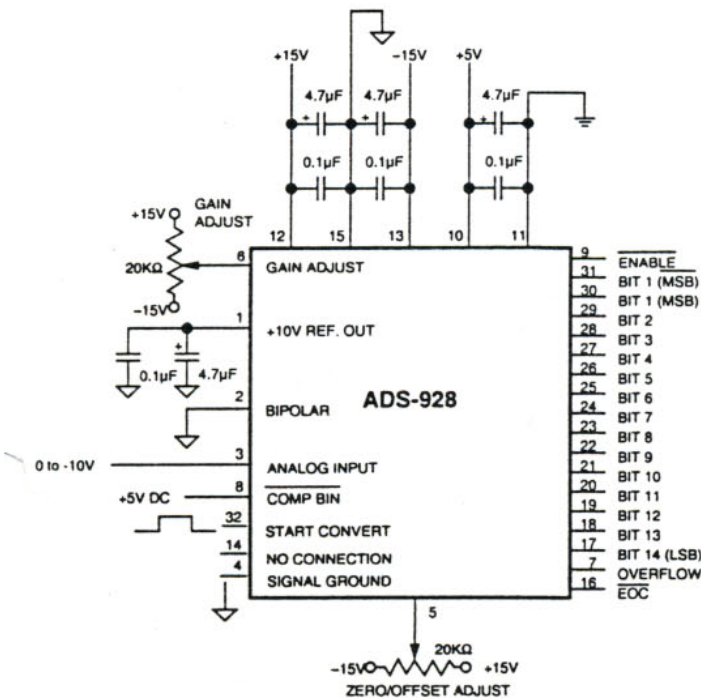 +15V
-15V
+5V
4.7µF
4.7µF
4.7µF
0.1µF
0.1µF
0.1µF
GAIN
ADJUST
+15V
20KΩ
-15V
12
15
13
10
11
6
GAIN ADJUST
1
+10V REF. OUT
0.1µF
4.7µF
2
BIPOLAR
ADS-928
0 to -10V
3
ANALOG INPUT
+5V DC
8
COMP BIN
32
START CONVERT
14
NO CONNECTION
4
SIGNAL GROUND
9 ENABLE
31 BIT 1 (MSB)
30 BIT 1 (MSB)
29 BIT 2
28 BIT 3
27 BIT 4
26 BIT 5
25 BIT 6
24 BIT 7
23 BIT 8
22 BIT 9
21 BIT 10
20 BIT 11
19 BIT 12
18 BIT 13
17 BIT 14 (LSB)
7 OVERFLOW
16 EOC
5
20KΩ
-15V
+15V
ZERO/OFFSET ADJUST